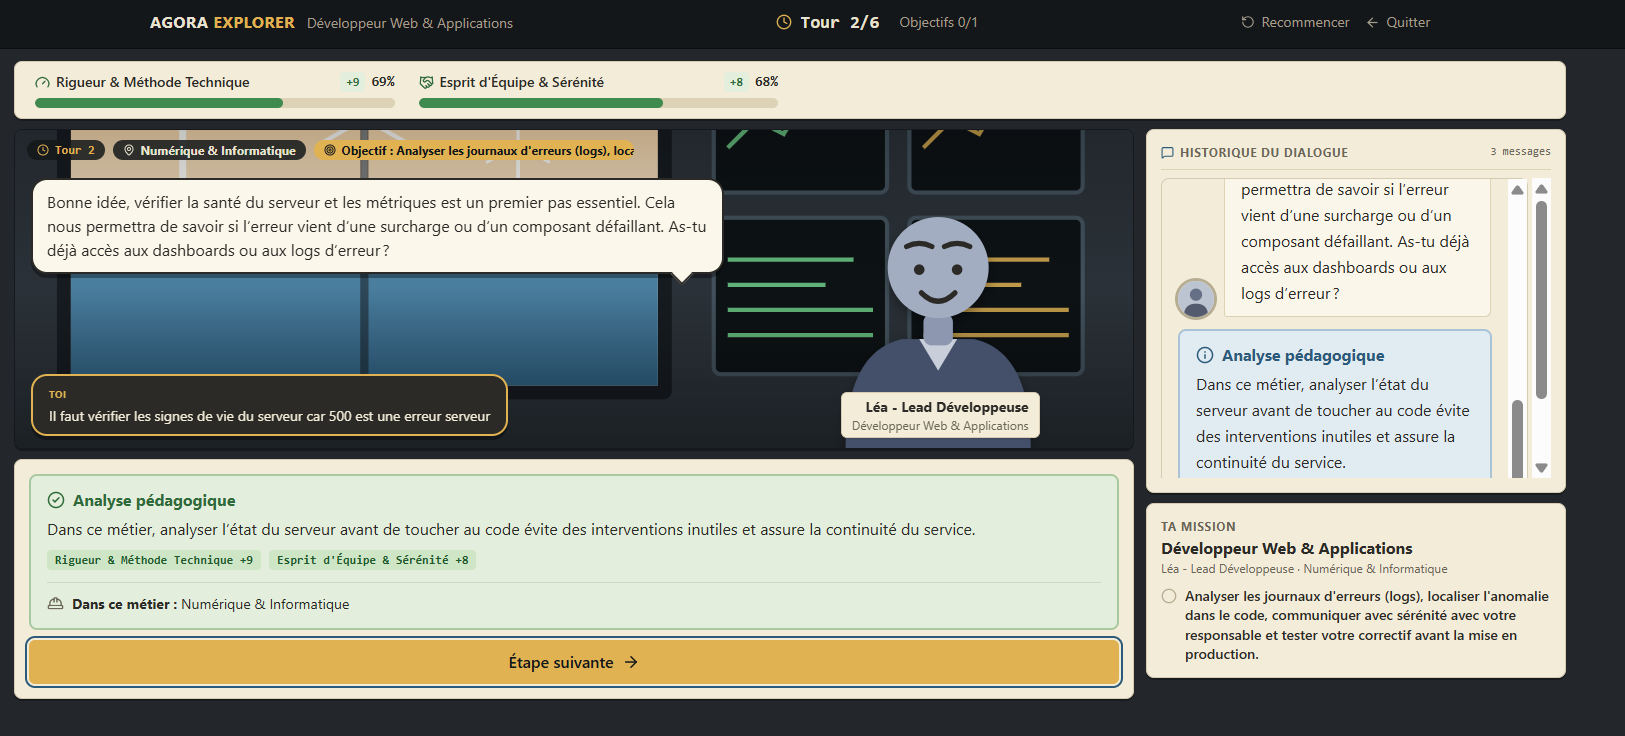 AGORA EXPLORER Développeur Web & Applications
Tour 2/6 Objectifs 0/1
Recommencer
Quitter
Rigueur & Méthode Technique +9 69%
Esprit d'Équipe & Sérénité +8 68%
Tour 2
Numérique & Informatique
Objectif : Analyser les journaux d'erreurs (logs), loca
Bonne idée, vérifier la santé du serveur et les métriques est un premier pas essentiel. Cela
nous permettra de savoir si l'erreur vient d'une surcharge ou d'un composant défaillant. As-tu
déjà accès aux dashboards ou aux logs d'erreur ?
TOI
Il faut vérifier les signes de vie du serveur car 500 est une erreur serveur
Léa - Lead Développeuse
Développeur Web & Applications
Analyse pédagogique
Dans ce métier, analyser l'état du serveur avant de toucher au code évite des interventions inutiles et assure la continuité du service.
Rigueur & Méthode Technique +9
Esprit d'Équipe & Sérénité +8
Dans ce métier : Numérique & Informatique
Étape suivante
HISTORIQUE DU DIALOGUE
3 messages
permettra de savoir si l'erreur
vient d'une surcharge ou d'un
composant défaillant. As-tu déjà
accès aux dashboards ou aux
logs d'erreur ?
Analyse pédagogique
Dans ce métier, analyser l'état du
serveur avant de toucher au code évite
des interventions inutiles et assure la
continuité du service.
TA MISSION
Développeur Web & Applications
Léa - Lead Développeuse · Numérique & Informatique
Analyser les journaux d'erreurs (logs), localiser l'anomalie
dans le code, communiquer avec sérénité avec votre
responsable et tester votre correctif avant la mise en
production.